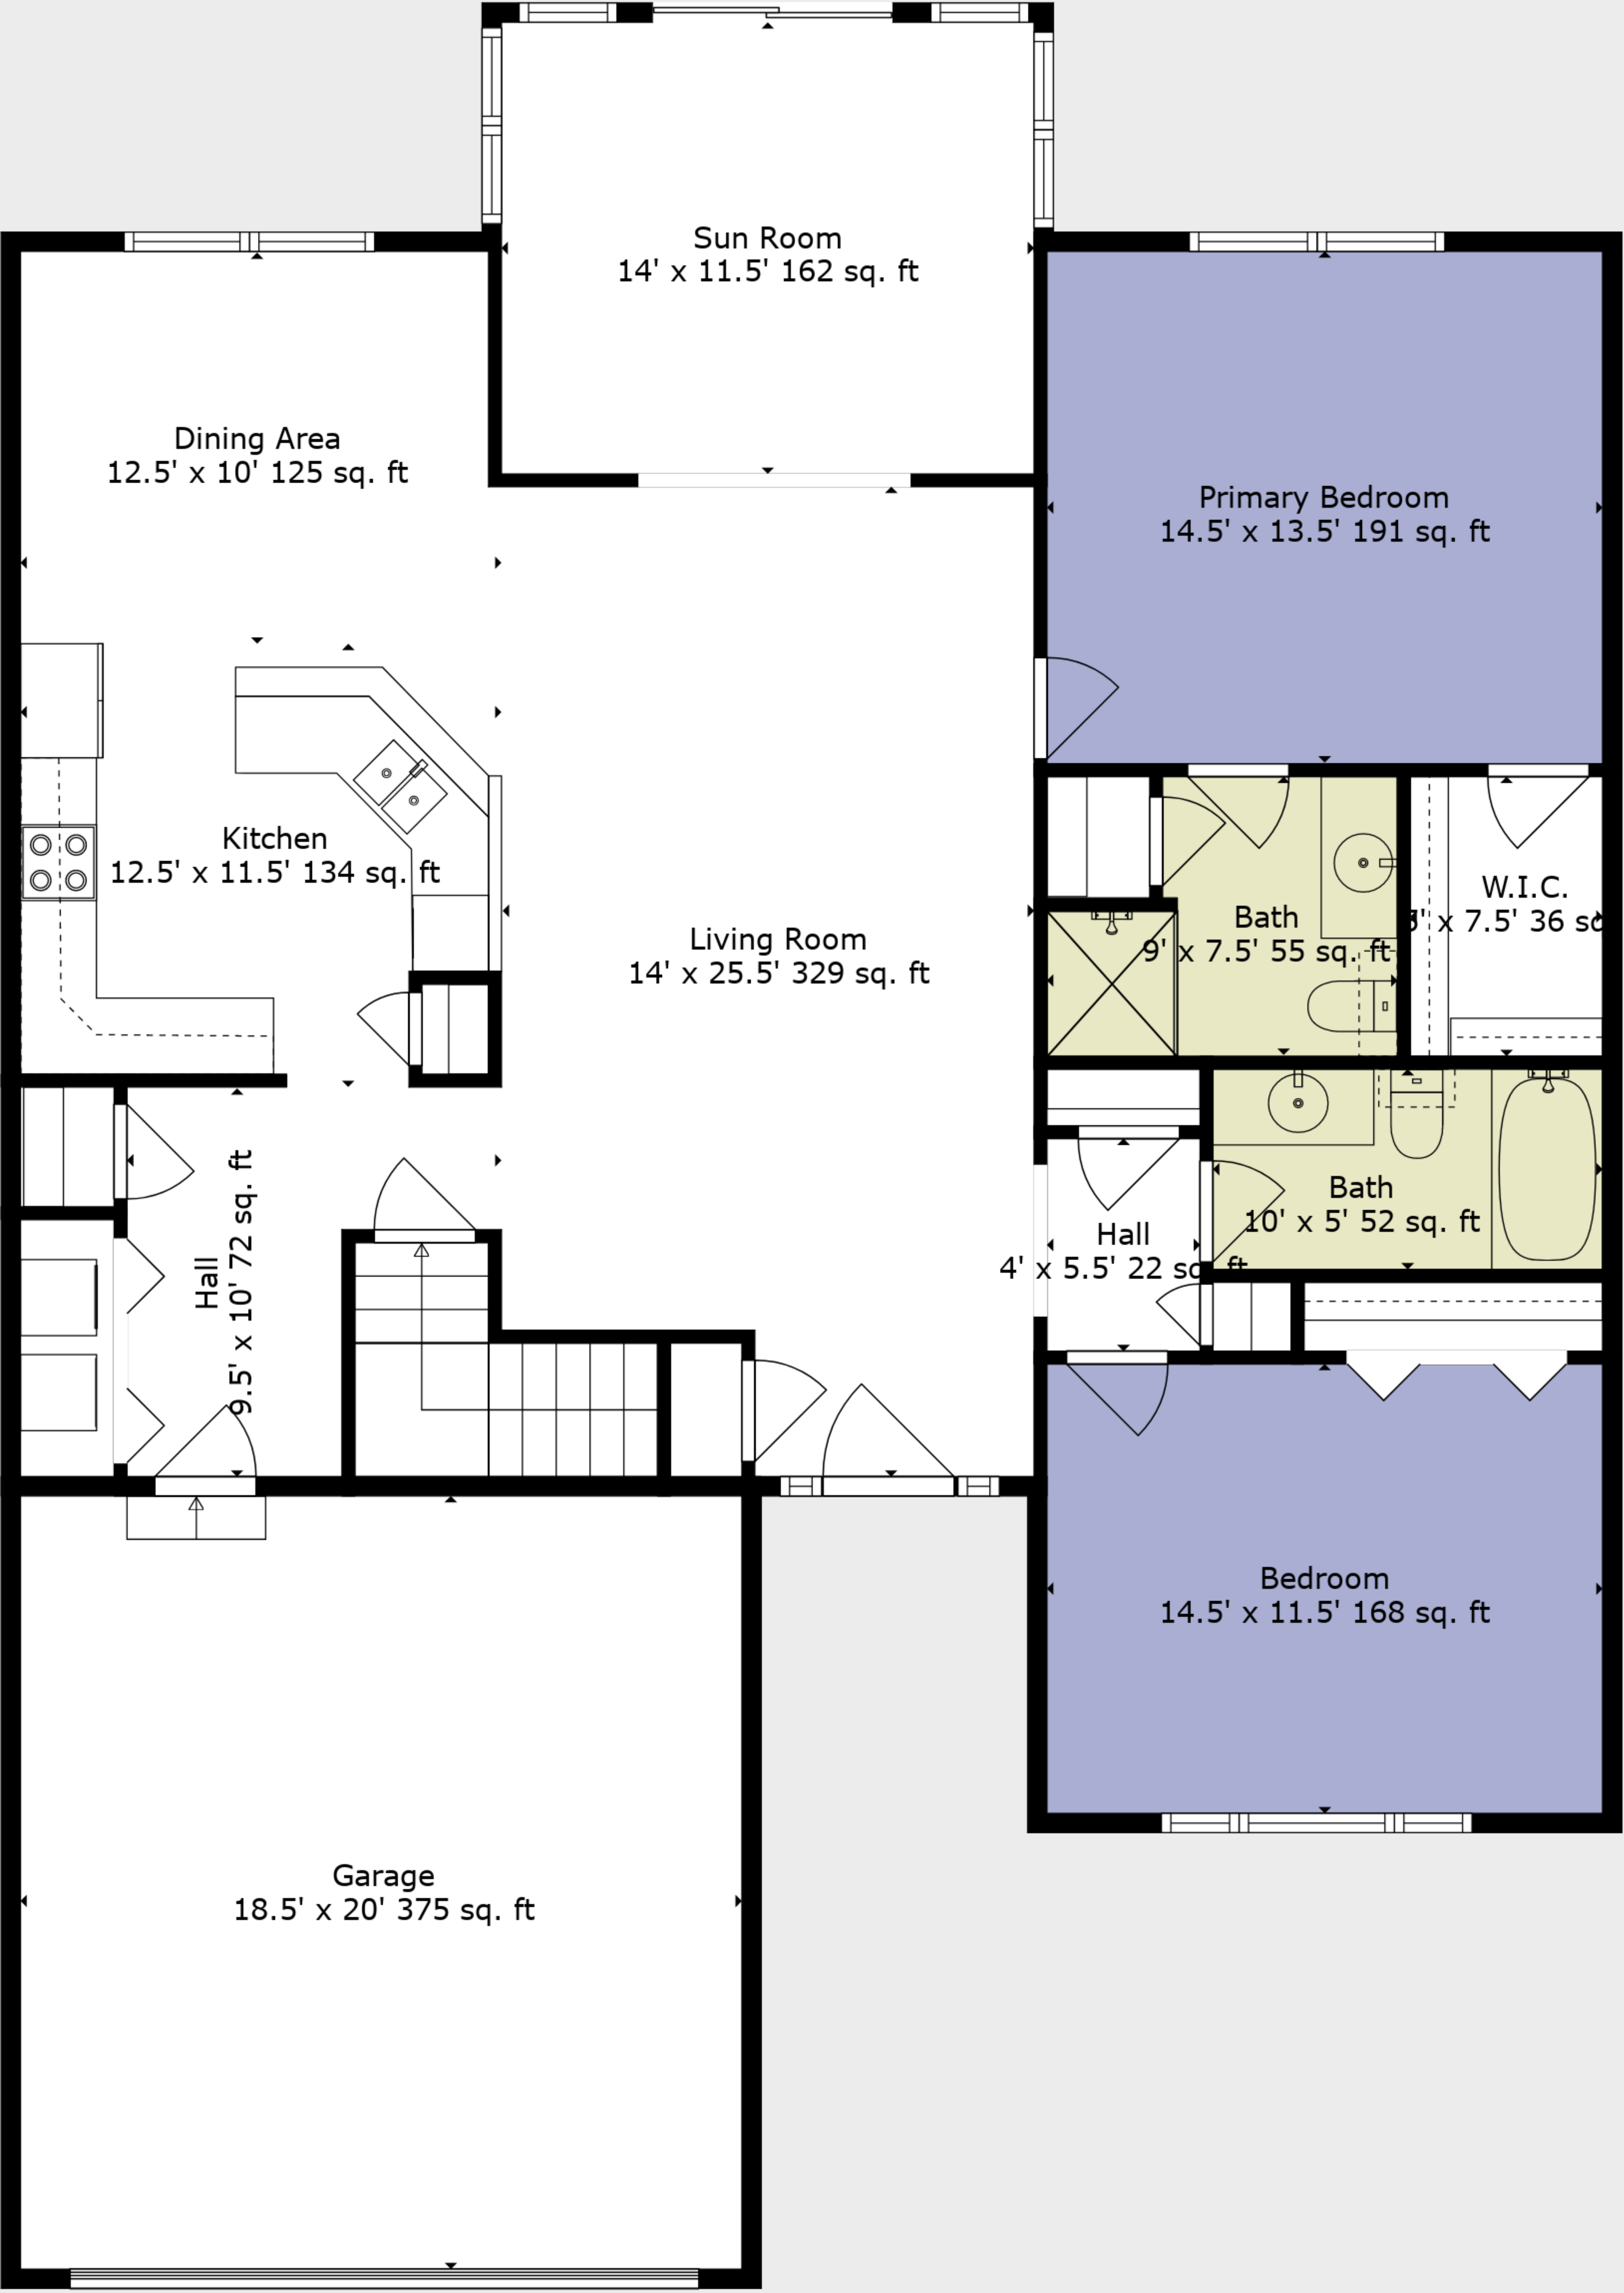 Sun Room
14' x 11.5' 162 sq. ft
Dining Area
12.5' x 10' 125 sq. ft
Primary Bedroom
14.5' x 13.5' 191 sq. ft
Kitchen
12.5' x 11.5' 134 sq. ft
Living Room
14' x 25.5' 329 sq. ft
Bath
9' x 7.5' 55 sq. ft
W.I.C.
x 7.5' 36
Bath
10' x 5' 52 sq. ft
Hall
4' x 5.5' 22 sq. ft
Hall
9.5' x 10' 72 sq. ft
Bedroom
14.5' x 11.5' 168 sq. ft
Garage
18.5' x 20' 375 sq. ft